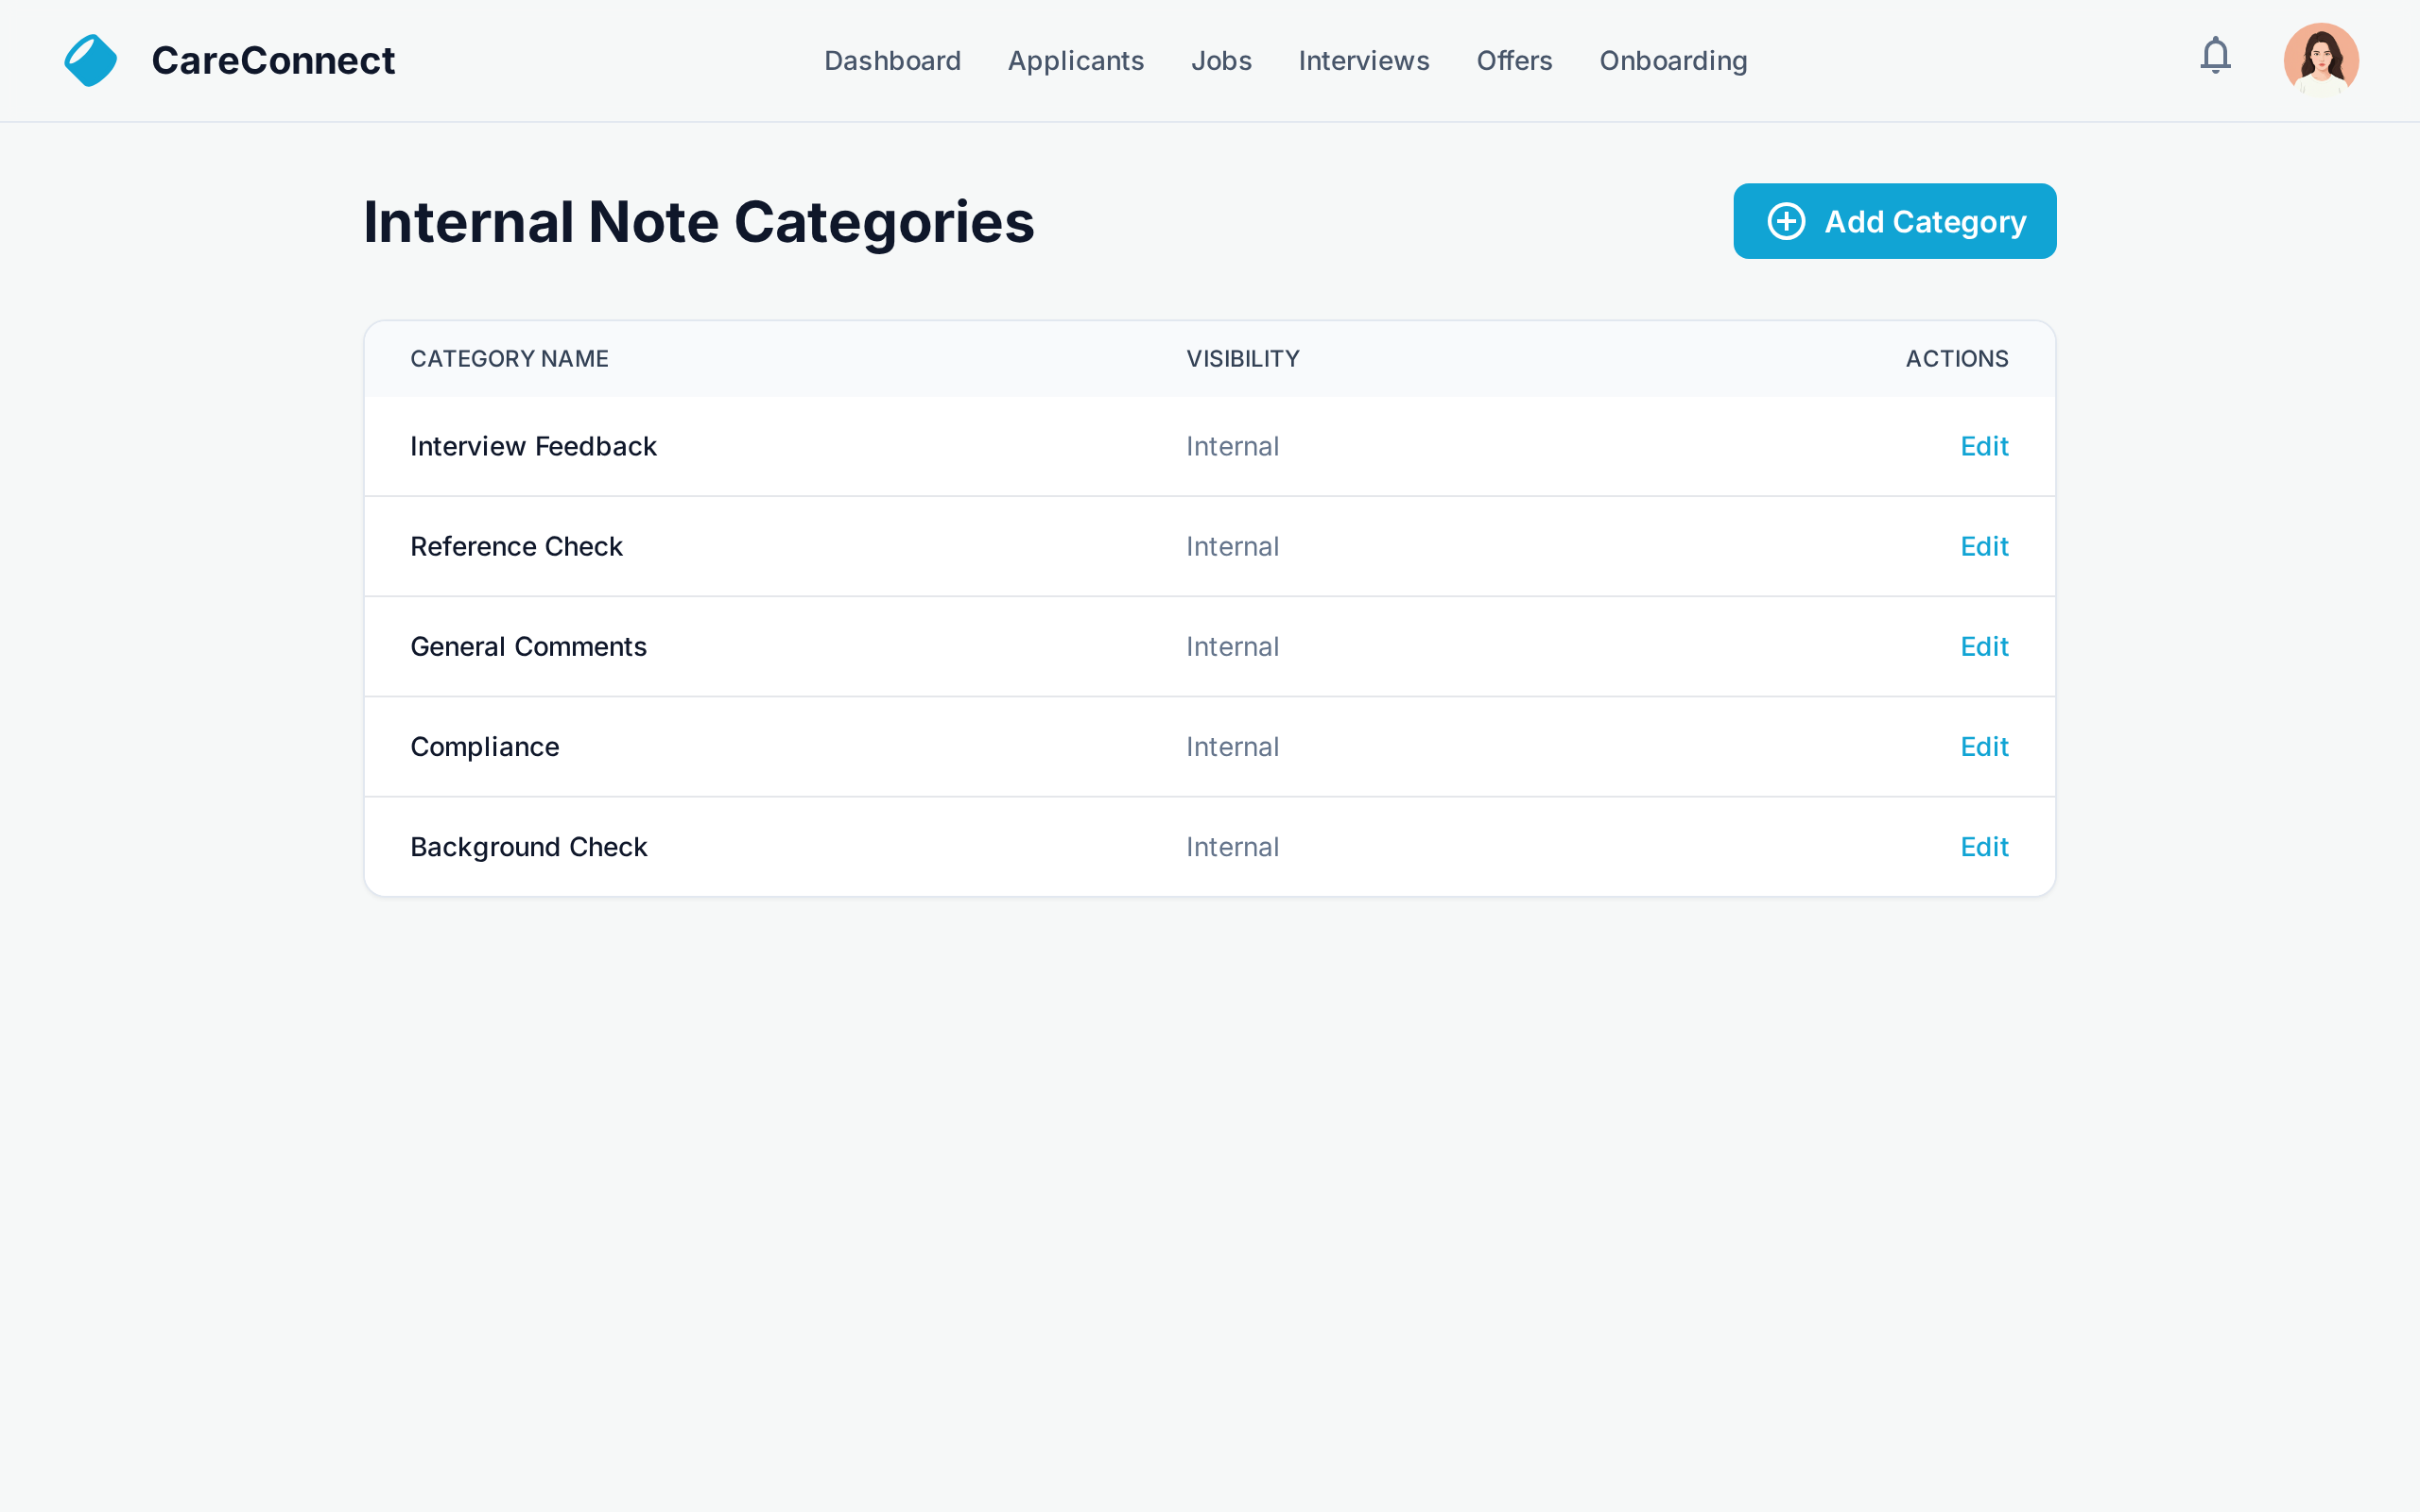 CareConnect
Dashboard Applicants Jobs Interviews Offers Onboarding
Internal Note Categories
Add Category
CATEGORY NAME VISIBILITY ACTIONS
Interview Feedback Internal Edit
Reference Check Internal Edit
General Comments Internal Edit
Compliance Internal Edit
Background Check Internal Edit